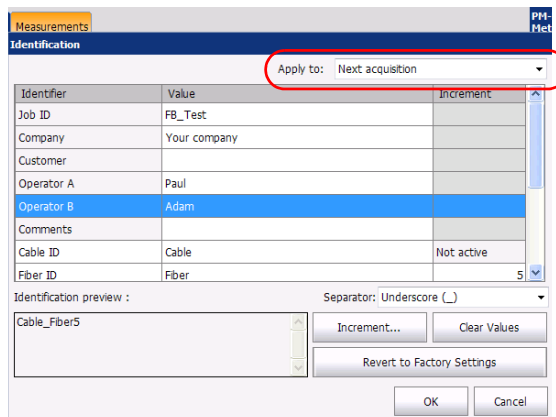 Measurements
PM-
Met
Identification
Apply to: Next acquisition
Identifier Value Increment
Job ID FB_Test
Company Your company
Customer
Operator A Paul
Operator B Adam
Comments
Cable ID Cable Not active
Fiber ID Fiber 5
Identification preview : Separator: Underscore (_)
Cable_Fiber5
Increment... Clear Values
Revert to Factory Settings
OK Cancel